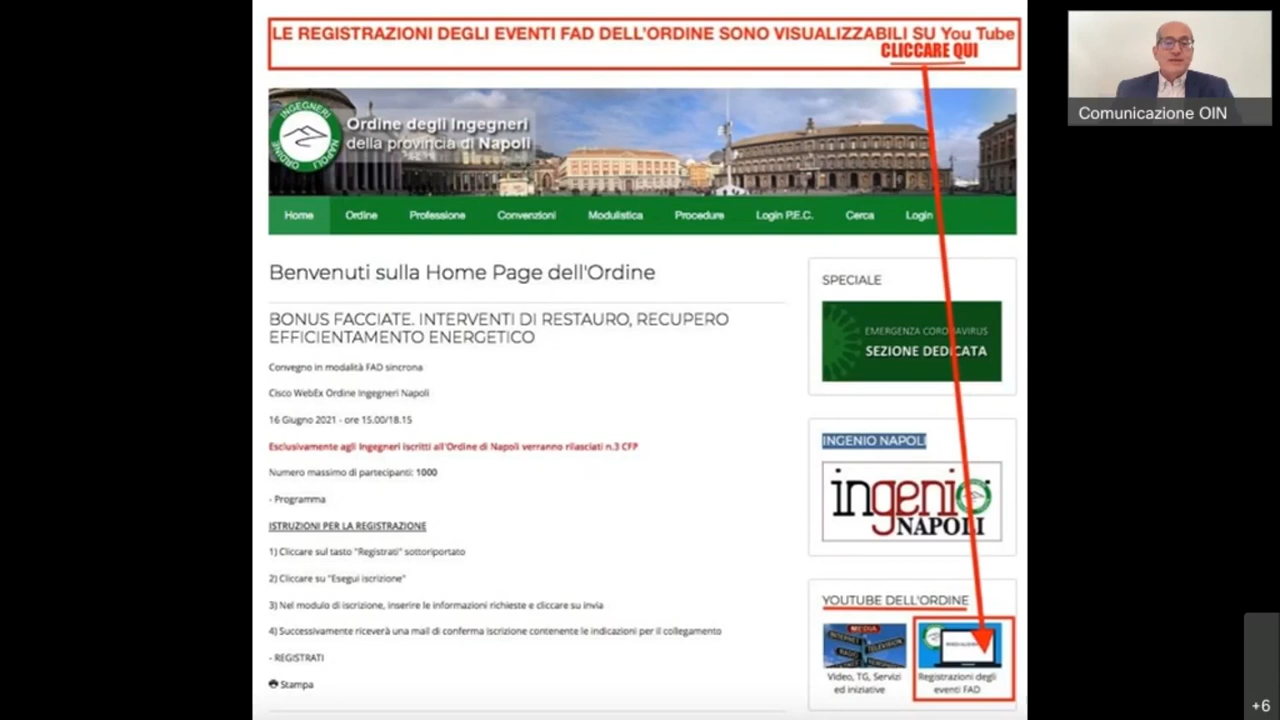 LE REGISTRAZIONI DEGLI EVENTI FAD DELL'ORDINE SONO VISUALIZZABILI SU You Tube
CLICCARE QUI
Comunicazione OIN
INGEGNERI
ORDINE NAPOLI
Ordine degli Ingegneri
della provincia di Napoli
Home Ordine Professione Convenzioni Modulistica Procedure Login P.E.C. Cerca Login
Benvenuti sulla Home Page dell'Ordine
BONUS FACCIATE. INTERVENTI DI RESTAURO, RECUPERO
EFFICIENTAMENTO ENERGETICO
Convegno in modalità FAD sincrona
Cisco WebEx Ordine Ingegneri Napoli
16 Giugno 2021 - ore 15.00/18.15
Esclusivamente agli Ingegneri iscritti all'Ordine di Napoli verranno rilasciati n.3 CFP
Numero massimo di partecipanti: 1000
- Programma
ISTRUZIONI PER LA REGISTRAZIONE
1) Cliccare sul tasto "Registrati" sottoriportato
2) Cliccare su "Esegui iscrizione"
3) Nel modulo di iscrizione, inserire le informazioni richieste e cliccare su invia
4) Successivamente riceverà una mail di conferma iscrizione contenente le indicazioni per il collegamento
- REGISTRATI
Stampa
SPECIALE
EMERGENZA CORONAVIRUS
SEZIONE DEDICATA
INGENIO NAPOLI
ingenio
NAPOLI
YOUTUBE DELL'ORDINE
MEDIA
INTERNET
RADIO
TELEVISION
Video, TG, Servizi
ed iniziative
Registrazioni degli
eventi FAD
+6